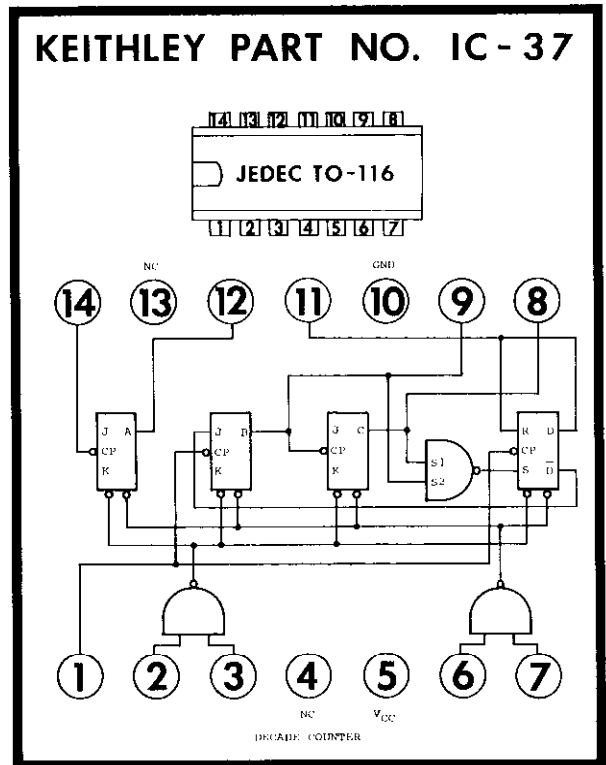 KEITHLEY PART NO. IC-37
14 13 12 11 10 9 8
JEDEC TO-116
1 2 3 4 5 6 7
NC GND
14 13 12 11 10 9 8
J A J B J C R D
CP CP CP CP
K K K S1 S D̅
S2
1 2 3 4 5 6 7
NC VCC
DECADE COUNTER